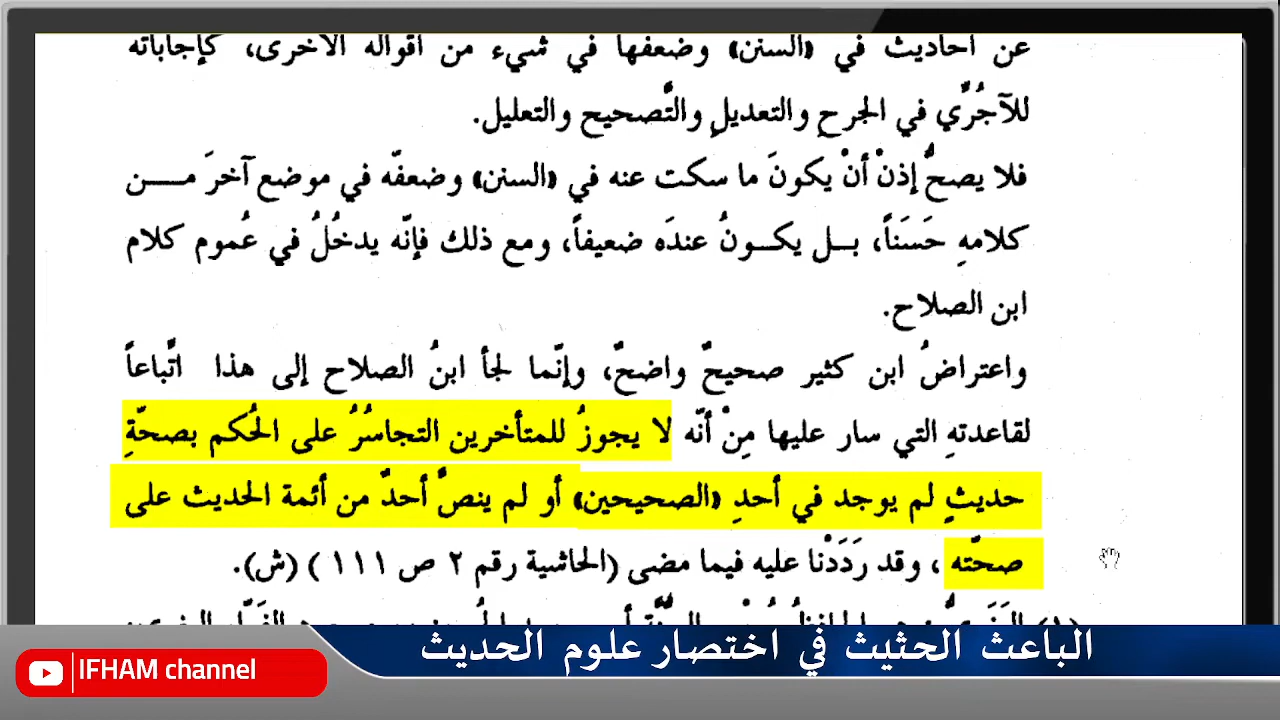 عن أحاديث في «السنن» وضعفها في شيء من أقواله الأخرى، كإجاباته
للآجُرِّي في الجرحِ والتعديلِ والتَّصحيح والتعليل.
فلا يصحُّ إذنْ أنْ يكونَ ما سكت عنه في «السنن» وضعفّه في موضع آخرَ مـــن
كلامهِ حَسَناً، بـل يكـونُ عندَه ضعيفاً، ومع ذلك فإنّه يدخُلُ في عُموم كلام
ابن الصلاح.
واعتراضُ ابن كثير صحيحٌ واضحٌ، وإنّما لجأ ابنُ الصلاح إلى هذا اتِّباعاً
لقاعدتهِ التي سار عليها مِنْ أنّه لا يجوزُ للمتأخرين التجاسُرُ على الحُكم بصحّةِ
حديثٍ لم يوجد في أحدِ «الصحيحين» أو لم ينصَّ أحدٌ من أئمة الحديث على
صحّته، وقد رَدَدْنا عليه فيما مضى (الحاشية رقم ٢ ص ١١١) (ش).
الباعث الحثيث في اختصار علوم الحديث
IFHAM channel